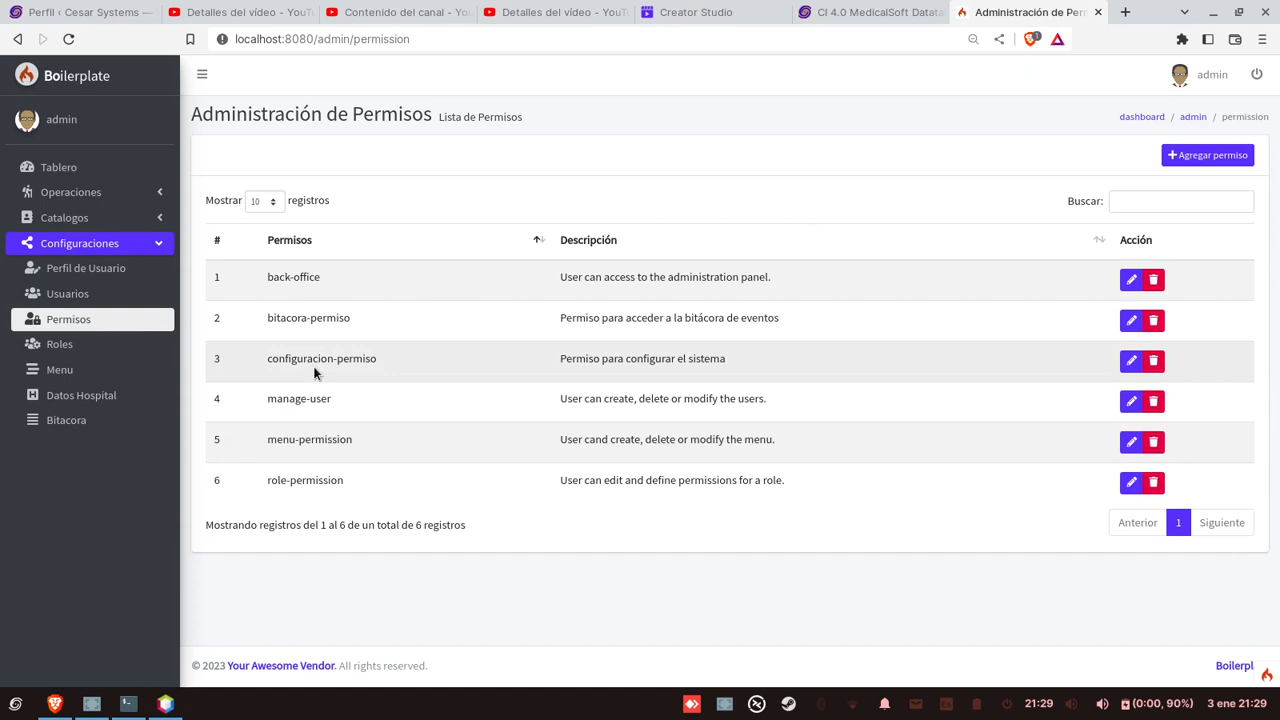 Perfil ‹ Cesar Systems —
Detalles del vídeo - YouTu
Contenido del canal - You
Detalles del vídeo - YouTu
Creator Studio
CI 4.0 MedicalSoft Datata
Administración de Perm
localhost:8080/admin/permission
1
Boilerplate
admin
admin
Tablero
Operaciones
Catalogos
Configuraciones
Perfil de Usuario
Usuarios
Permisos
Roles
Menu
Datos Hospital
Bitacora
Administración de Permisos Lista de Permisos
dashboard / admin / permission
Agregar permiso
Mostrar 10 registros
Buscar:
# Permisos Descripción Acción
1 back-office User can access to the administration panel.
2 bitacora-permiso Permiso para acceder a la bitácora de eventos
3 configuracion-permiso Permiso para configurar el sistema
4 manage-user User can create, delete or modify the users.
5 menu-permission User cand create, delete or modify the menu.
6 role-permission User can edit and define permissions for a role.
Mostrando registros del 1 al 6 de un total de 6 registros
Anterior 1 Siguiente
© 2023 Your Awesome Vendor. All rights reserved.
Boilerpl
21:29
(0:00, 90%)
3 ene 21:29